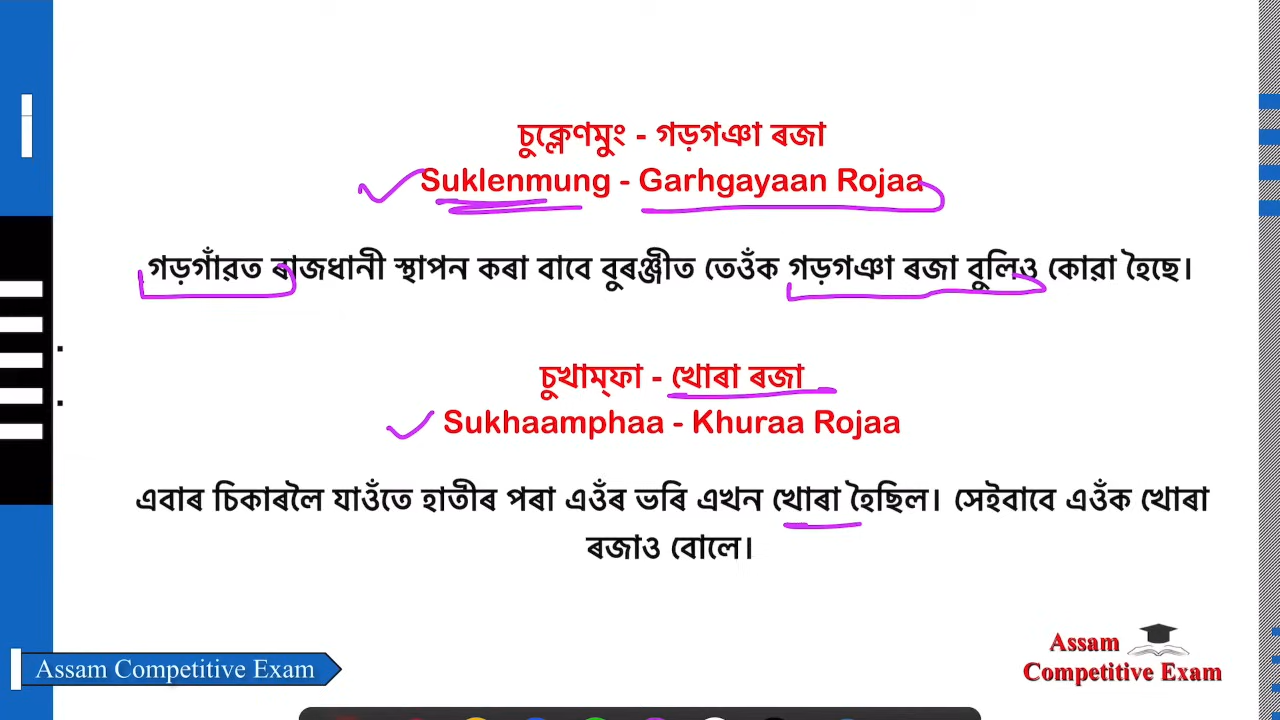 চুক্লেণমুং - গড়গঞা ৰজা
Suklenmung - Garhgayaan Rojaa
গড়গাঁৱত ৰাজধানী স্থাপন কৰা বাবে বুৰঞ্জীত তেওঁক গড়গঞা ৰজা বুলিও কোৱা হৈছে।
চুখাম্ফা - খোৰা ৰজা
Sukhaamphaa - Khuraa Rojaa
এবাৰ চিকাৰলৈ যাওঁতে হাতীৰ পৰা এওঁৰ ভৰি এখন খোৰা হৈছিল। সেইবাবে এওঁক খোৰা
ৰজাও বোলে।
Assam Competitive Exam
Assam
Competitive Exam